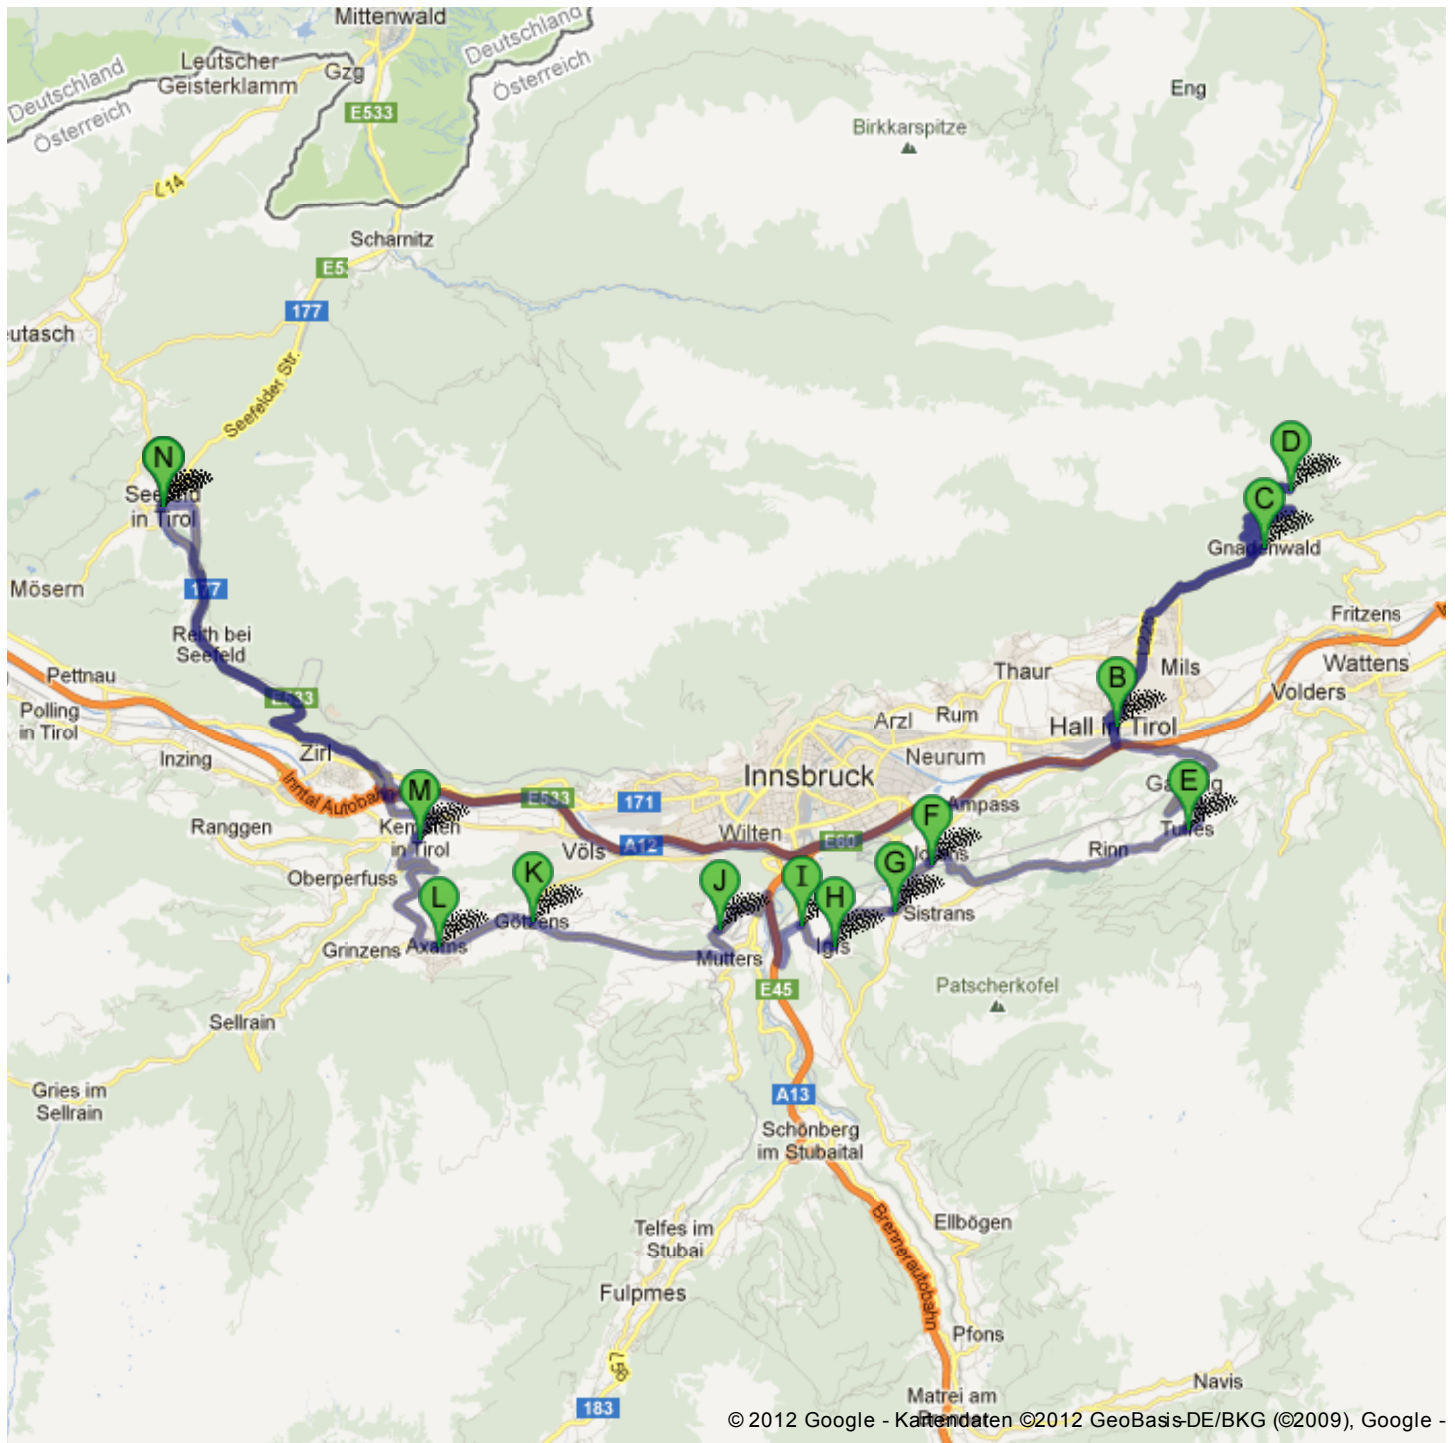 Mittenwald
Deutschland
Österreich
Leutscher
Geisterklamm
Gzg
Deutschland
Österreich
E533
Eng
Birkkarspitze
L14
Scharnitz
177
eutasch
Seefelder Str.
N
in Tirol
D
C
Gnadenwald
Mösern
177
Reith bei
Seefeld
Fritzens
Wattens
Volders
Mils
Thaur
B
Hall in Tirol
Pettnau
Polling
in Tirol
Inzing
Zirl
E533
Arzl
Rum
Neurum
Innsbruck
Inntal Autobahn
M
E533
171
Ampass
E
Ranggen
in Tirol
Völs
A12
Wilten
E60
F
Rinn
Oberperfuss
L
K
J
I
H
G
Götzens
Sistrans
Grinzens
Axams
Mutters
Igls
E45
Patscherkofel
Sellrain
Gries im
Sellrain
A13
Schönberg
im Stubaital
Telfes im
Stubai
Ellbögen
Brennerautobahn
Fulpmes
Pfons
183
Navis
Matrei am
© 2012 Google - Kartendaten ©2012 GeoBasis-DE/BKG (©2009), Google -